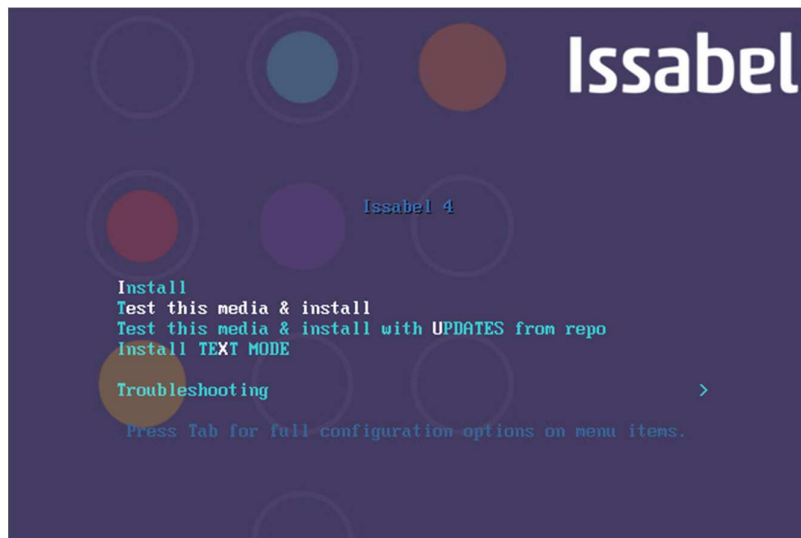 Issabel
Issabel 4
Install
Test this media & install
Test this media & install with UPDATES from repo
Install TEXT MODE
Troubleshooting >
Press Tab for full configuration options on menu items.